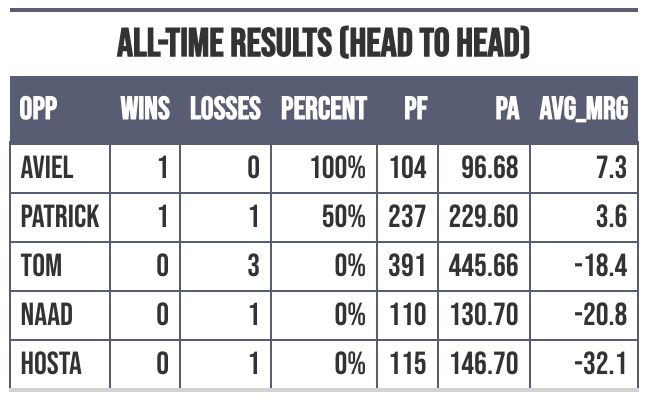 ALL-TIME RESULTS (HEAD TO HEAD)
OPP WINS LOSSES PERCENT PF PA AVG_MRG
AVIEL 1 0 100% 104 96.68 7.3
PATRICK 1 1 50% 237 229.60 3.6
TOM 0 3 0% 391 445.66 -18.4
NAAD 0 1 0% 110 130.70 -20.8
HOSTA 0 1 0% 115 146.70 -32.1